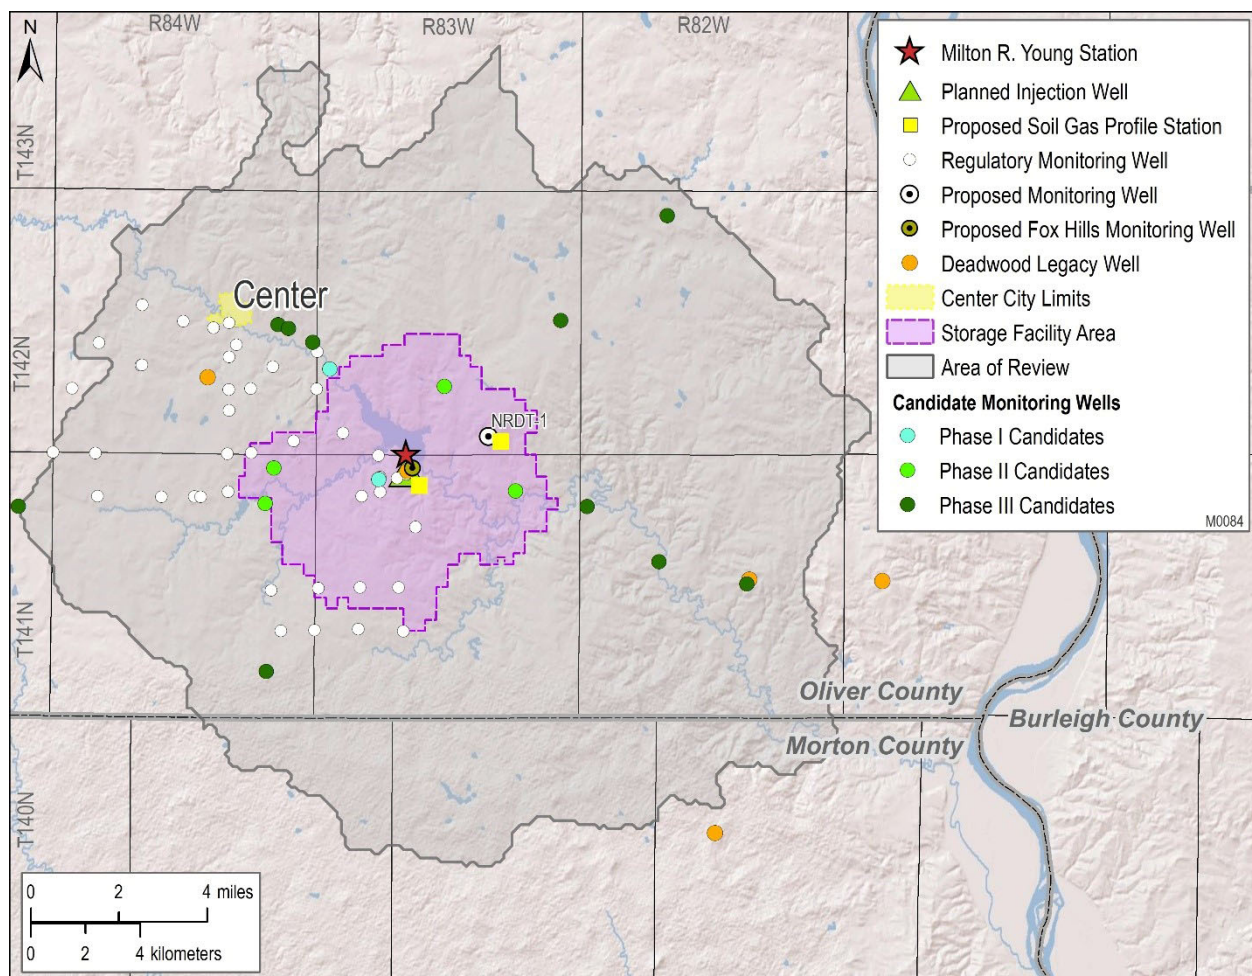 R84W
R83W
R82W
N
T143N
T142N
T141N
T140N
Center
NRDT-1
Oliver County
Morton County
Burleigh County
Milton R. Young Station
Planned Injection Well
Proposed Soil Gas Profile Station
Regulatory Monitoring Well
Proposed Monitoring Well
Proposed Fox Hills Monitoring Well
Deadwood Legacy Well
Center City Limits
Storage Facility Area
Area of Review
Candidate Monitoring Wells
Phase I Candidates
Phase II Candidates
Phase III Candidates
M0084
0 2 4 miles
0 2 4 kilometers